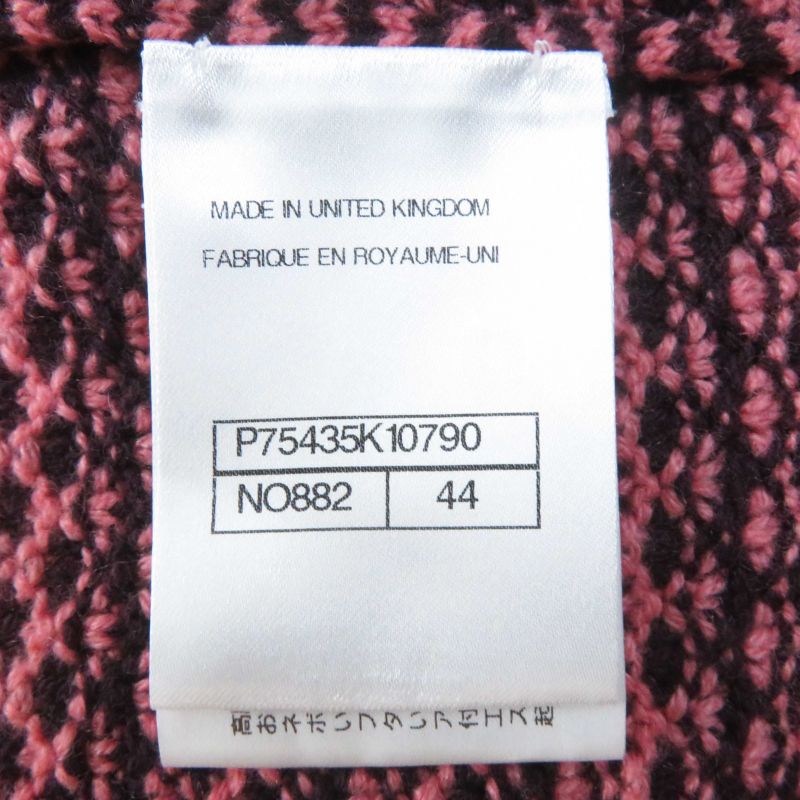 MADE IN UNITED KINGDOM
FABRIQUE EN ROYAUME-UNI
P75435K10790
NO882 44